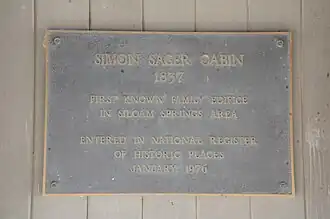 SIMON SAGER CABIN
1837
FIRST KNOWN FAMILY EDIFICE
IN SILOAM SPRINGS AREA
ENTERED IN NATIONAL REGISTER
OF HISTORIC PLACES
JANUARY, 1976